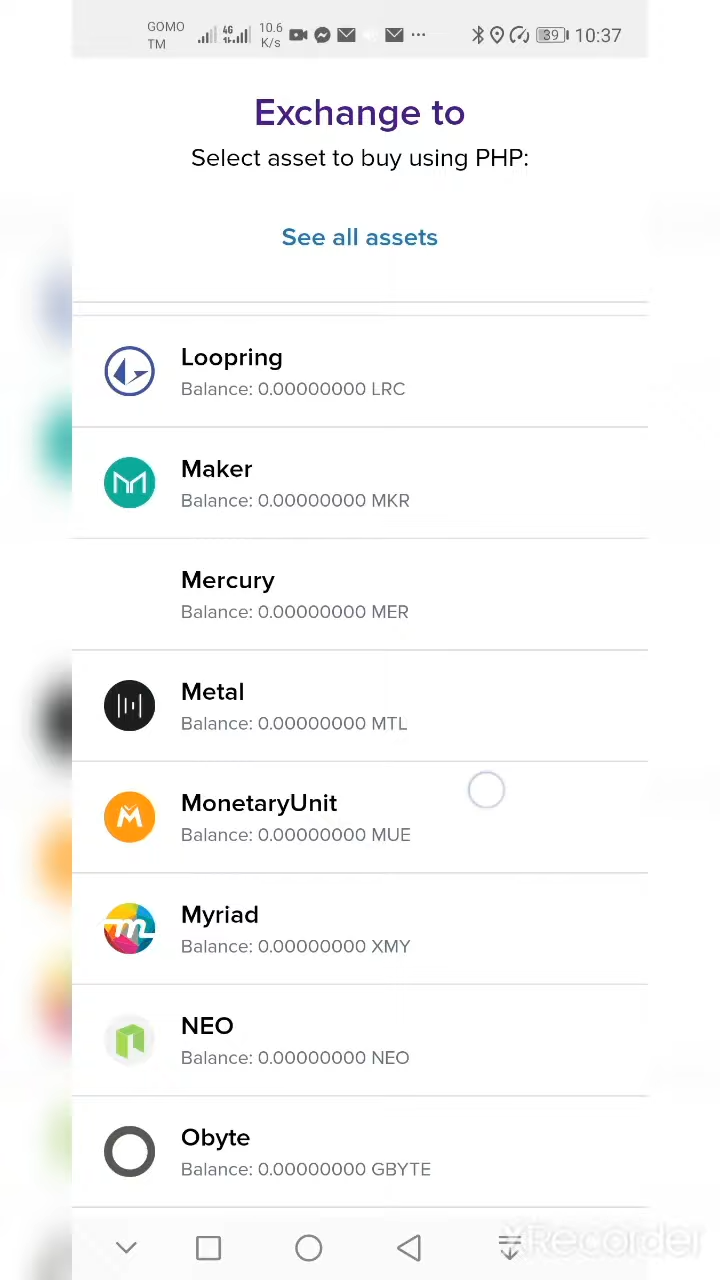 GOMO 10.6
TM 4G K/s 39 10:37
Exchange to
Select asset to buy using PHP:
See all assets
Loopring
Balance: 0.00000000 LRC
Maker
Balance: 0.00000000 MKR
Mercury
Balance: 0.00000000 MER
Metal
Balance: 0.00000000 MTL
MonetaryUnit
Balance: 0.00000000 MUE
Myriad
Balance: 0.00000000 XMY
NEO
Balance: 0.00000000 NEO
Obyte
Balance: 0.00000000 GBYTE
XRecorder